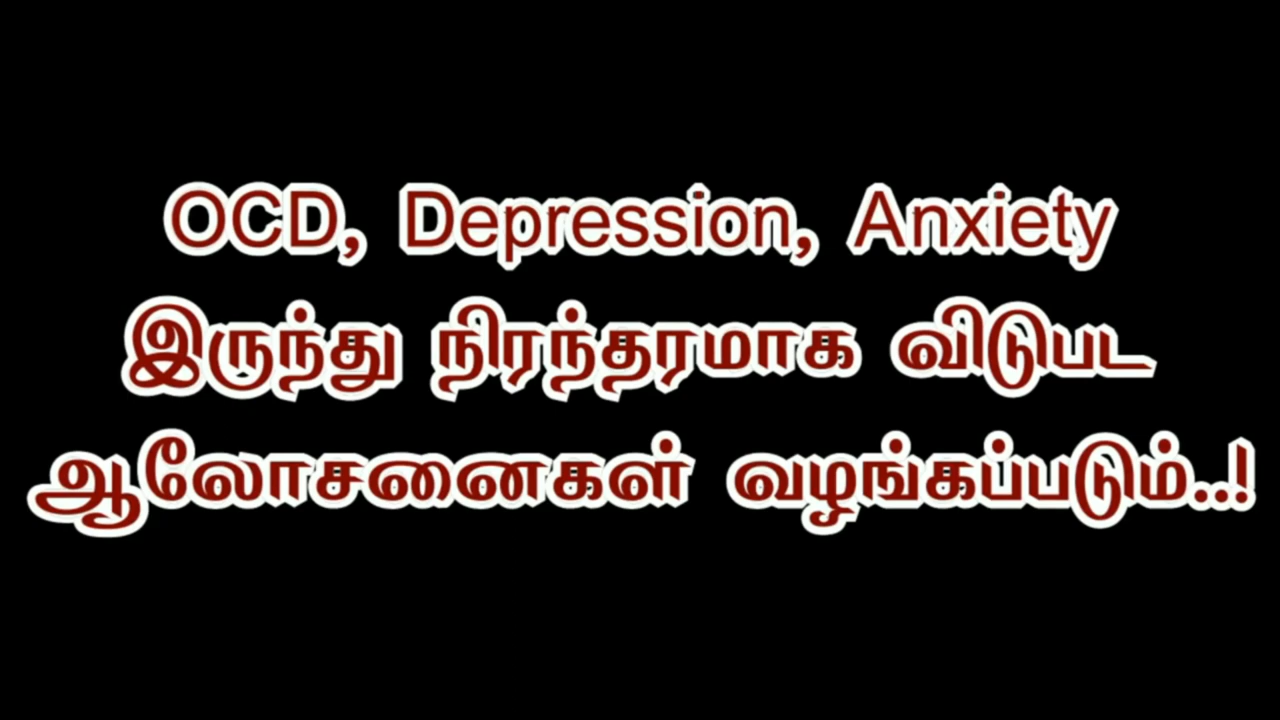 OCD, Depression, Anxiety
இருந்து நிரந்தரமாக விடுபட
ஆலோசனைகள் வழங்கப்படும்..!